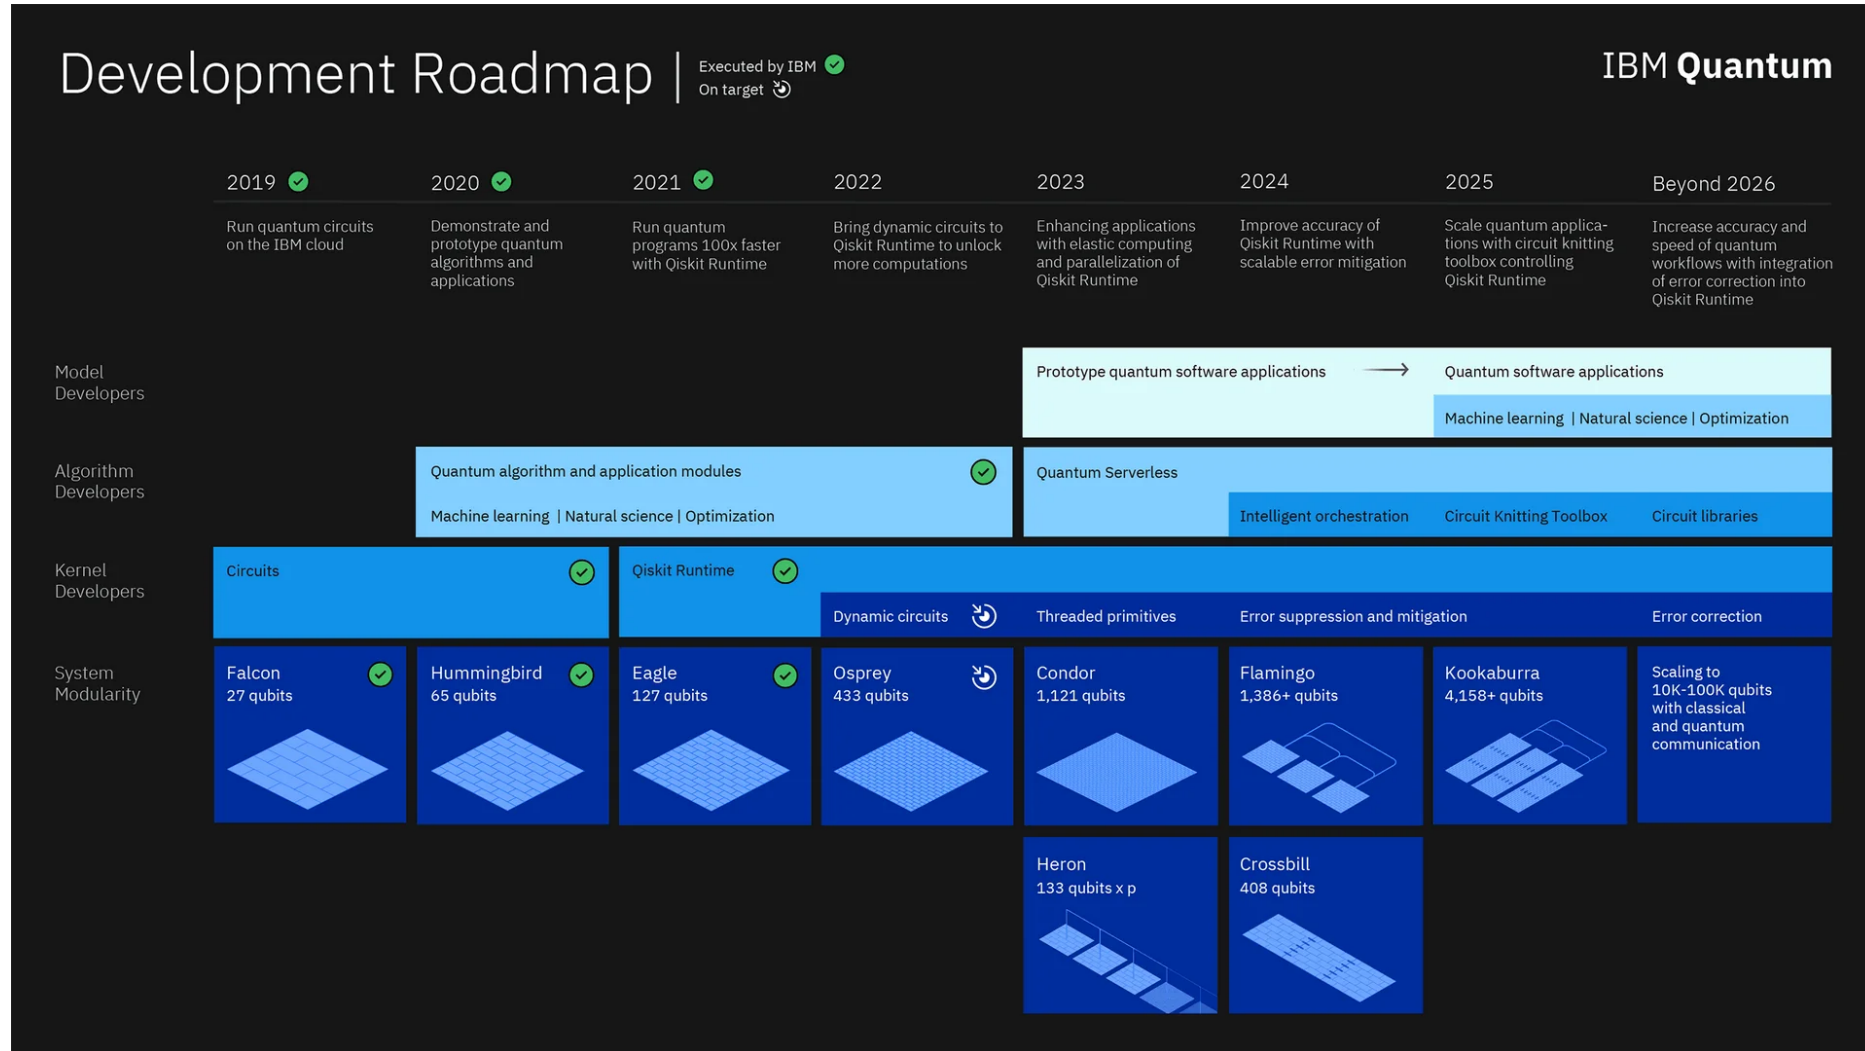 Development Roadmap
Executed by IBM
On target
IBM Quantum
2019
Run quantum circuits
on the IBM cloud
2020
Demonstrate and
prototype quantum
algorithms and
applications
2021
Run quantum
programs 100x faster
with Qiskit Runtime
2022
Bring dynamic circuits to
Qiskit Runtime to unlock
more computations
2023
Enhancing applications
with elastic computing
and parallelization of
Qiskit Runtime
2024
Improve accuracy of
Qiskit Runtime with
scalable error mitigation
2025
Scale quantum applica-
tions with circuit knitting
toolbox controlling
Qiskit Runtime
Beyond 2026
Increase accuracy and
speed of quantum
workflows with integration
of error correction into
Qiskit Runtime
Model
Developers
Prototype quantum software applications
Quantum software applications
Machine learning | Natural science | Optimization
Algorithm
Developers
Quantum algorithm and application modules
Machine learning | Natural science | Optimization
Quantum Serverless
Intelligent orchestration
Circuit Knitting Toolbox
Circuit libraries
Kernel
Developers
Circuits
Qiskit Runtime
Dynamic circuits
Threaded primitives
Error suppression and mitigation
Error correction
System
Modularity
Falcon
27 qubits
Hummingbird
65 qubits
Eagle
127 qubits
Osprey
433 qubits
Condor
1,121 qubits
Flamingo
1,386+ qubits
Kookaburra
4,158+ qubits
Scaling to
10K-100K qubits
with classical
and quantum
communication
Heron
133 qubits x p
Crossbill
408 qubits